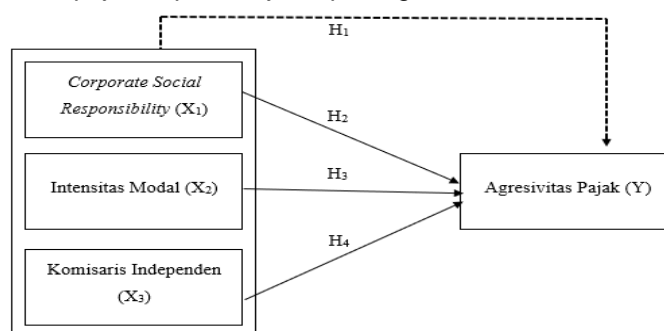 H₁
Corporate Social
Responsibility (X₁)
H₂
Intensitas Modal (X₂)
H₃
Agresivitas Pajak (Y)
H₄
Komisaris Independen
(X₃)